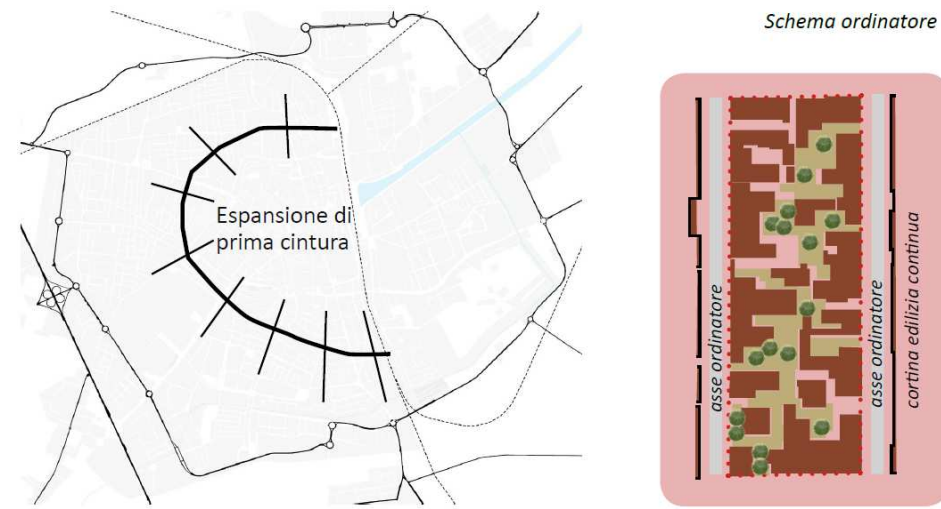 Schema ordinatore
Espansione di
prima cintura
asse ordinatore
asse ordinatore
cortina edilizia continua